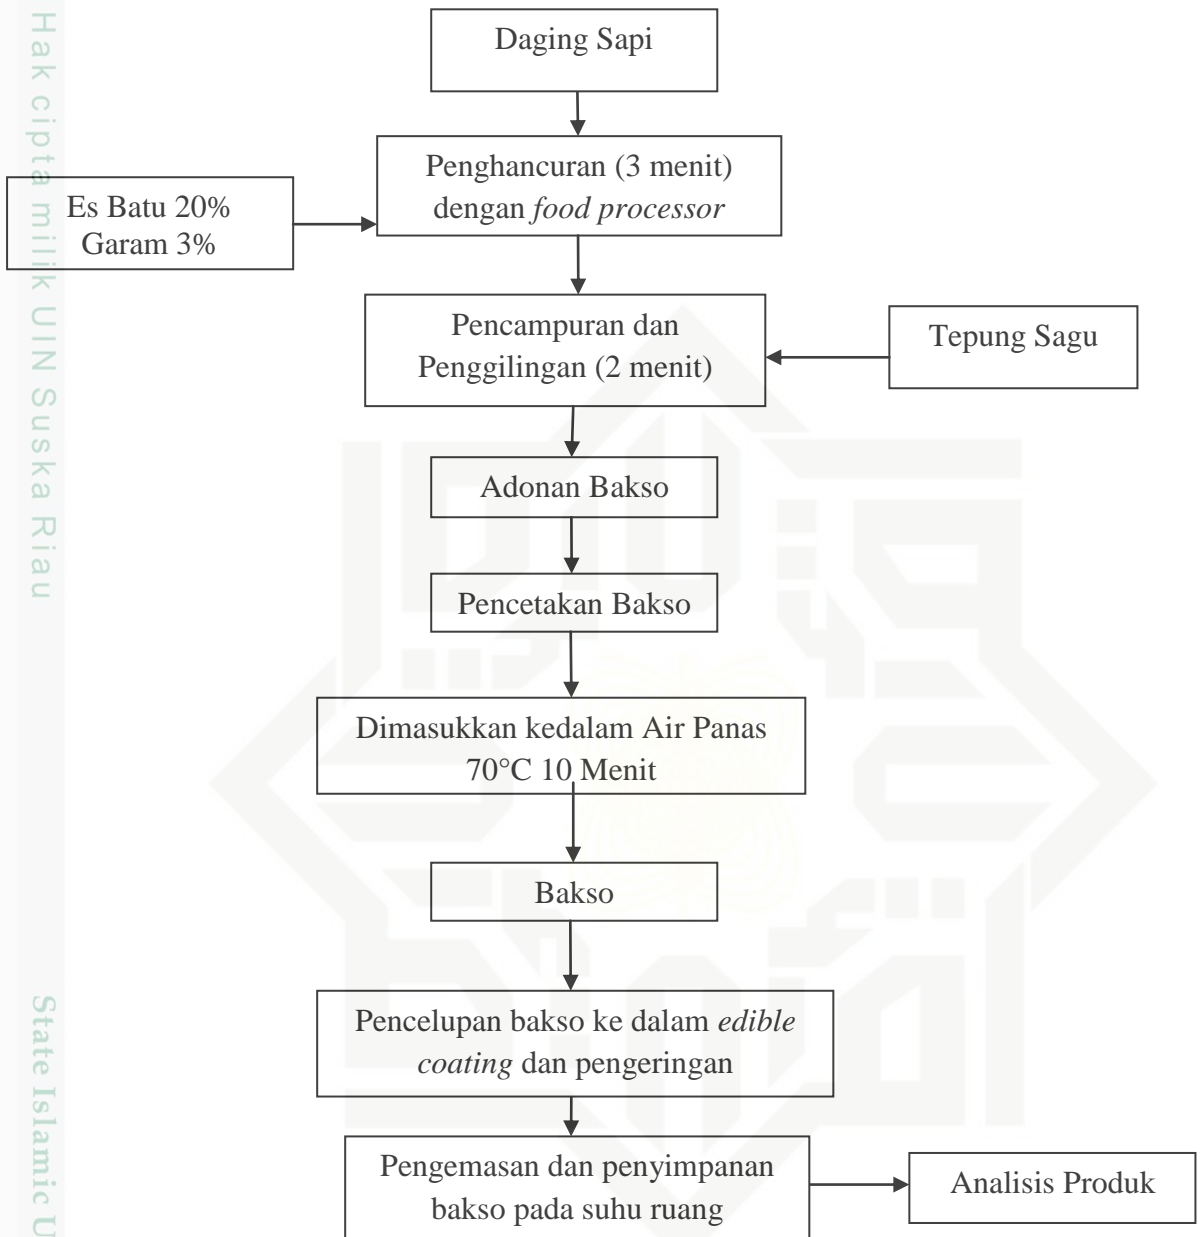 Hak cipta milik UIN Suska Riau
State Islamic U
Daging Sapi
Penghancuran (3 menit)
dengan food processor
Es Batu 20%
Garam 3%
Pencampuran dan
Penggilingan (2 menit)
Tepung Sagu
Adonan Bakso
Pencetakan Bakso
Dimasukkan kedalam Air Panas
70°C 10 Menit
Bakso
Pencelupan bakso ke dalam edible
coating dan pengeringan
Pengemasan dan penyimpanan
bakso pada suhu ruang
Analisis Produk